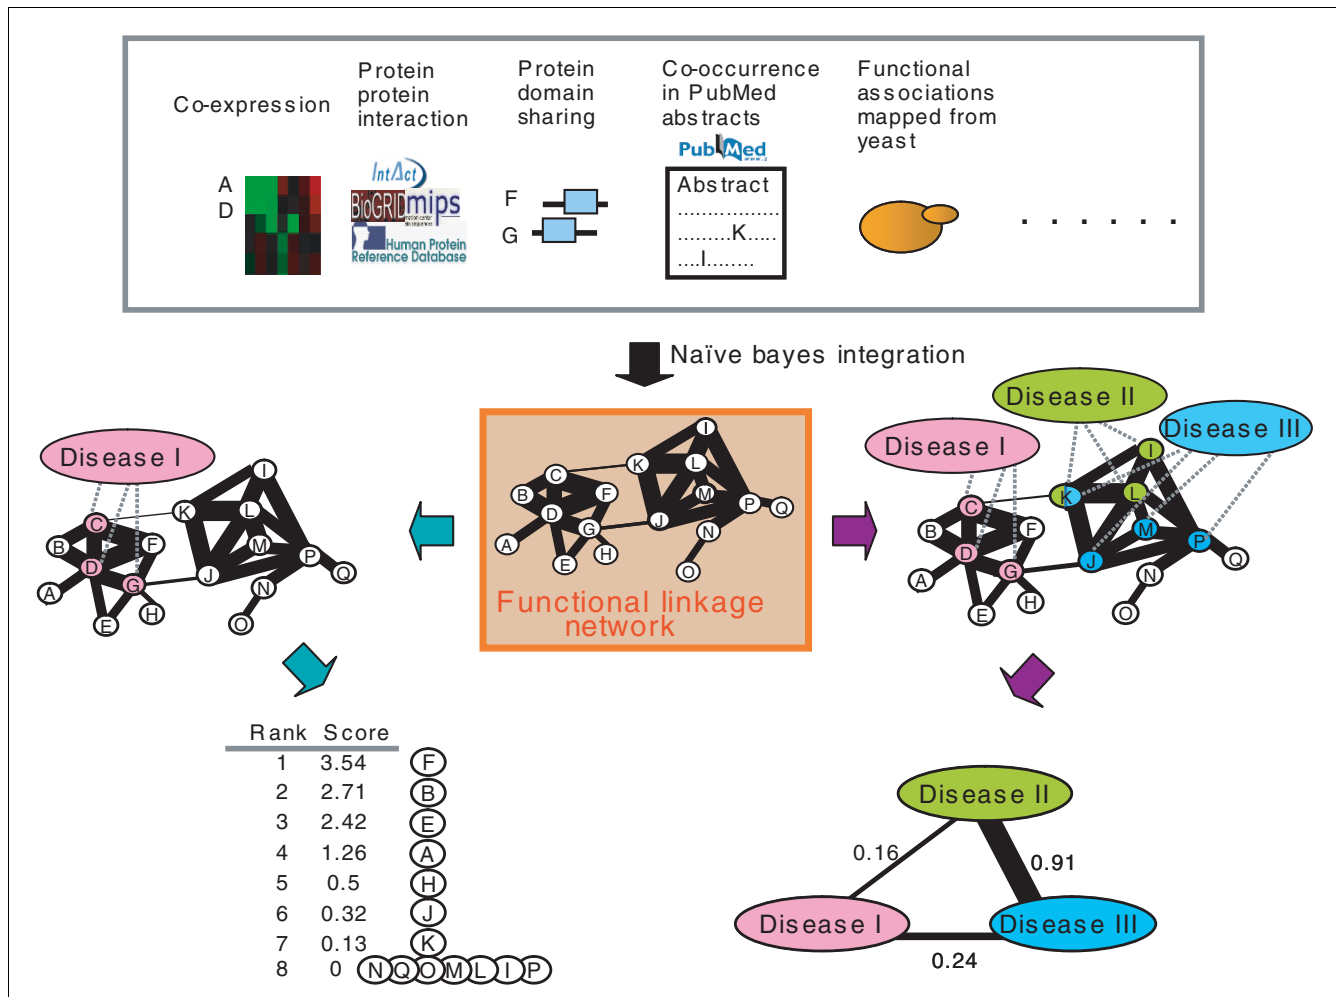 Co-expression
Protein
protein
interaction
Protein
domain
sharing
Co-occurrence
in PubMed
abstracts
Functional
associations
mapped from
yeast
A
D
IntAct
BioGRID
mips
Human Protein
Reference Database
F
G
PubMed
Abstract
..................
.........K.....
....I........
. . . . . .
Naïve bayes integration
Disease I
I
K
L
C
B
F
M
P
D
J
G
N
Q
A
H
E
O
I
C
K
L
B
F
M
P
D
Q
G
J
N
A
H
E
O
Functional linkage
network
Disease II
Disease I
Disease III
I
K
L
C
B
F
M
P
D
J
G
N
Q
A
H
E
O
Rank Score
1 3.54 F
2 2.71 B
3 2.42 E
4 1.26 A
5 0.5 H
6 0.32 J
7 0.13 K
8 0 N Q O M L I P
Disease II
0.16
0.91
Disease I
Disease III
0.24